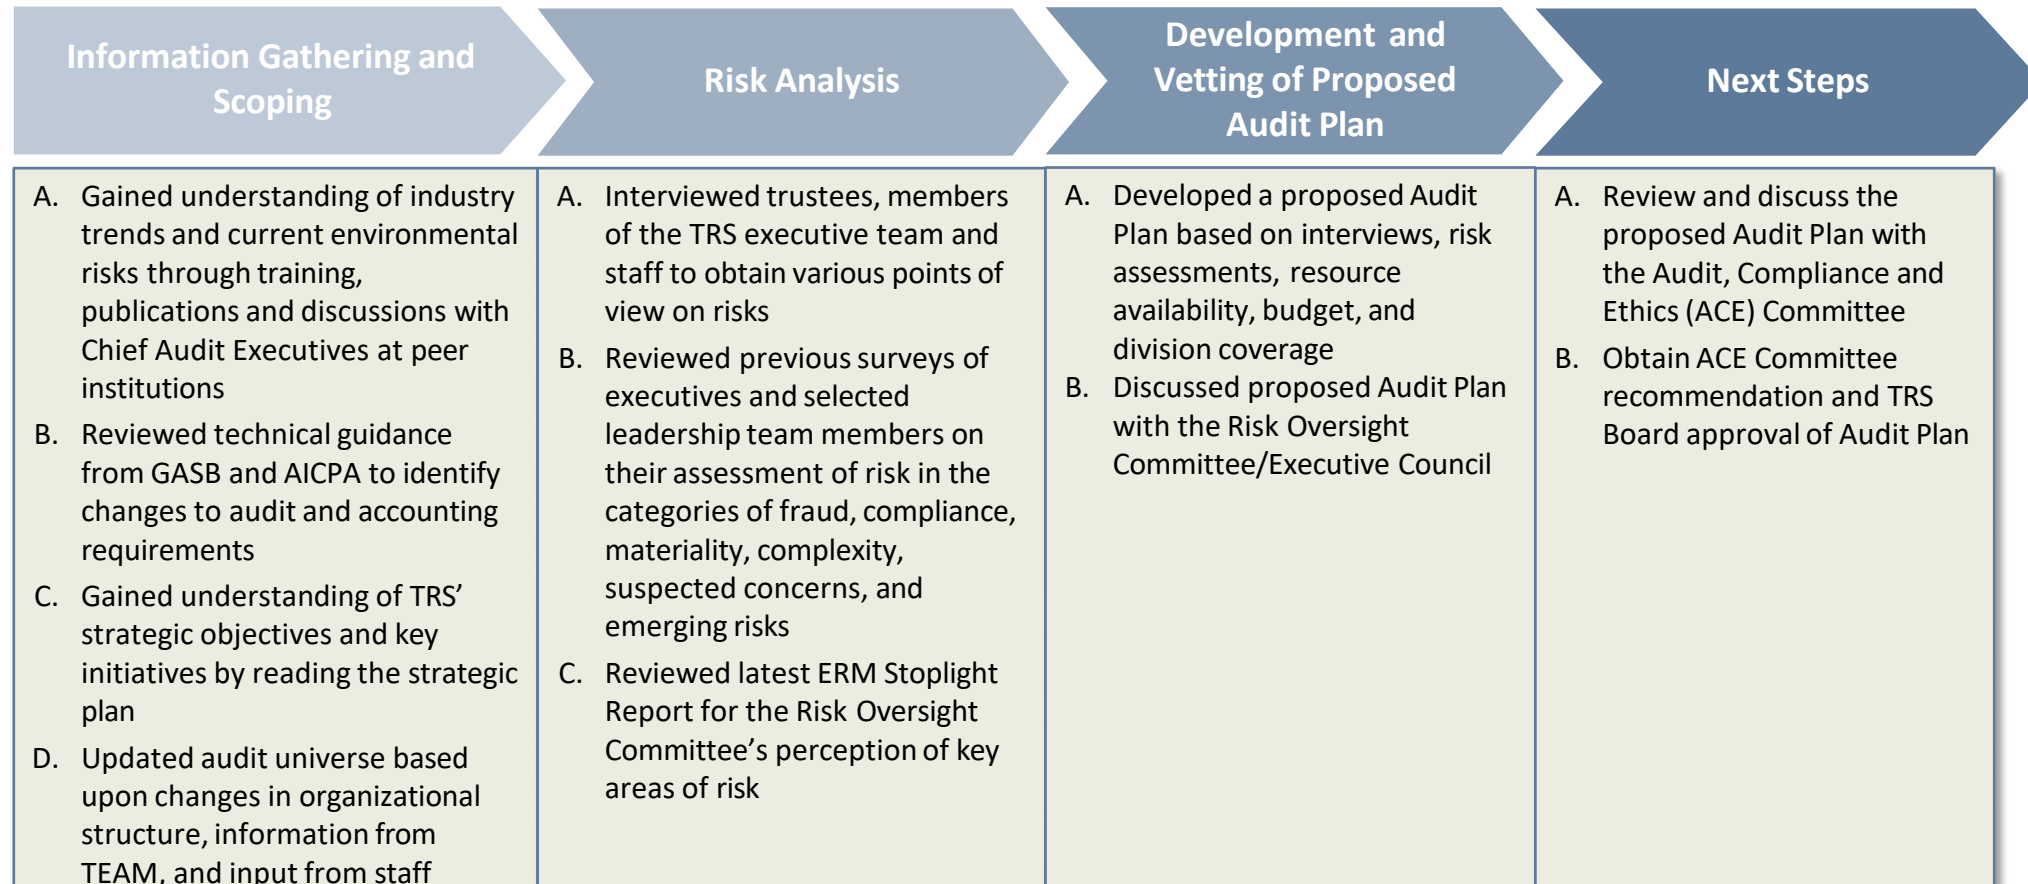 Information Gathering and
Scoping
Risk Analysis
Development and
Vetting of Proposed
Audit Plan
Next Steps
A. Gained understanding of industry
trends and current environmental
risks through training,
publications and discussions with
Chief Audit Executives at peer
institutions
B. Reviewed technical guidance
from GASB and AICPA to identify
changes to audit and accounting
requirements
C. Gained understanding of TRS’
strategic objectives and key
initiatives by reading the strategic
plan
D. Updated audit universe based
upon changes in organizational
structure, information from
TEAM, and input from staff
A. Interviewed trustees, members
of the TRS executive team and
staff to obtain various points of
view on risks
B. Reviewed previous surveys of
executives and selected
leadership team members on
their assessment of risk in the
categories of fraud, compliance,
materiality, complexity,
suspected concerns, and
emerging risks
C. Reviewed latest ERM Stoplight
Report for the Risk Oversight
Committee’s perception of key
areas of risk
A. Developed a proposed Audit
Plan based on interviews, risk
assessments, resource
availability, budget, and
division coverage
B. Discussed proposed Audit Plan
with the Risk Oversight
Committee/Executive Council
A. Review and discuss the
proposed Audit Plan with
the Audit, Compliance and
Ethics (ACE) Committee
B. Obtain ACE Committee
recommendation and TRS
Board approval of Audit Plan